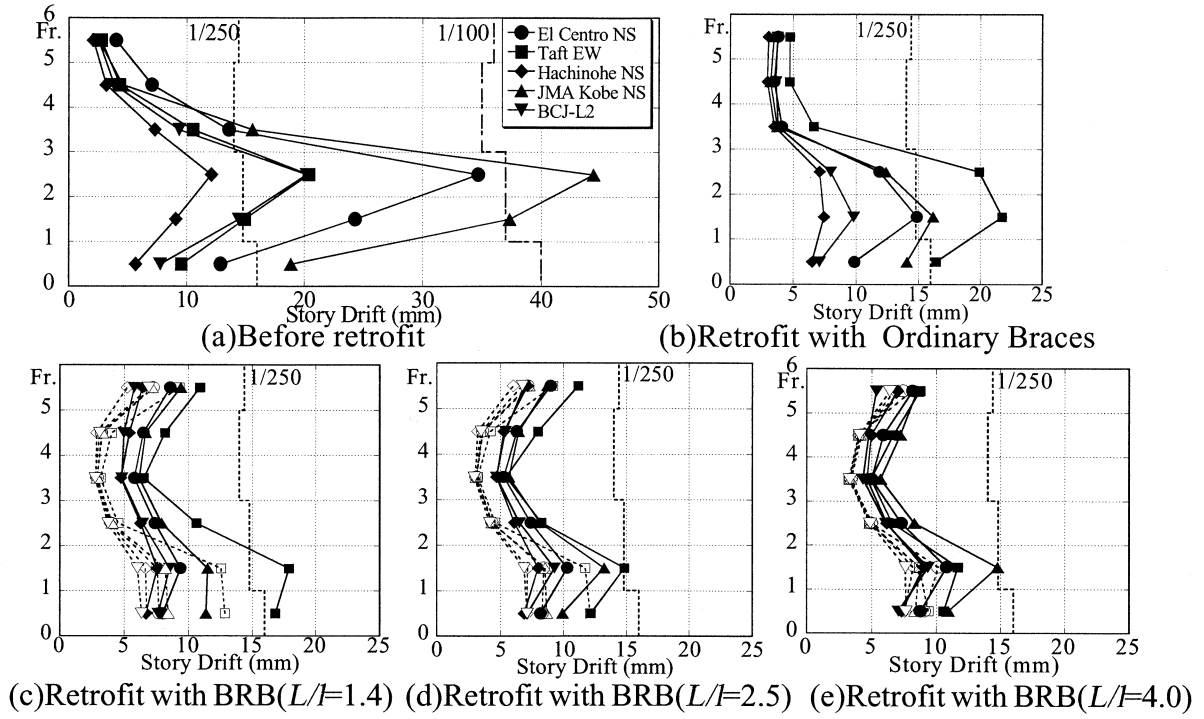 6
Fr.
5
4
3
2
1
0
0 10 20 30 40 50
1/250
1/100
El Centro NS
Taft EW
Hachinohe NS
JMA Kobe NS
BCJ-L2
Story Drift (mm)
(a)Before retrofit
6
Fr.
5
4
3
2
1
0
0 5 10 15 20 25
1/250
Story Drift (mm)
(b)Retrofit with Ordinary Braces
Fr.
5
4
3
2
1
0
0 5 10 15 20 25
1/250
Story Drift (mm)
(c)Retrofit with BRB(L/l=1.4)
Fr.
5
4
3
2
1
0
0 5 10 15 20 25
1/250
Story Drift (mm)
(d)Retrofit with BRB(L/l=2.5)
6
Fr.
5
4
3
2
1
0
0 5 10 15 20 25
1/250
Story Drift (mm)
(e)Retrofit with BRB(L/l=4.0)